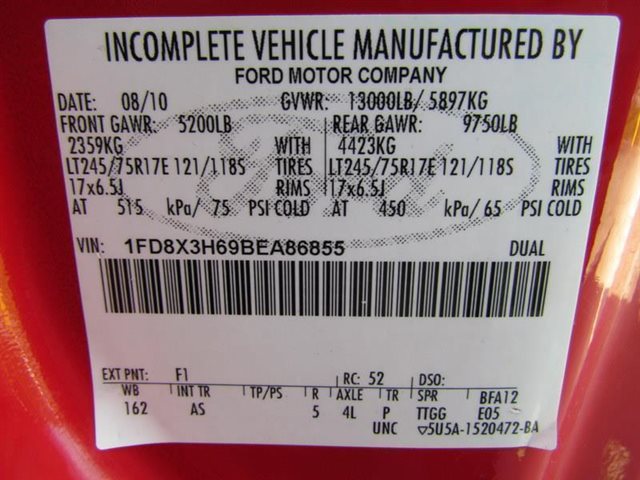 INCOMPLETE VEHICLE MANUFACTURED BY
FORD MOTOR COMPANY
DATE: 08/10 GVWR: 13000LB/ 5897KG
FRONT GAWR: 5200LB REAR GAWR: 9750LB
2359KG WITH 4423KG WITH
LT245/75R17E 121/118S TIRES LT245/75R17E 121/118S TIRES
17x6.5J RIMS 17x6.5J RIMS
AT 515 kPa/ 75 PSI COLD AT 450 kPa/ 65 PSI COLD
VIN: 1FD8X3H69BEA86855 DUAL
EXT PNT: F1 RC: 52 DSO:
WB INT TR TP/PS R AXLE TR SPR BFA12
162 AS 5 4L P TTGG E05
UNC ▽5U5A-1520472-BA